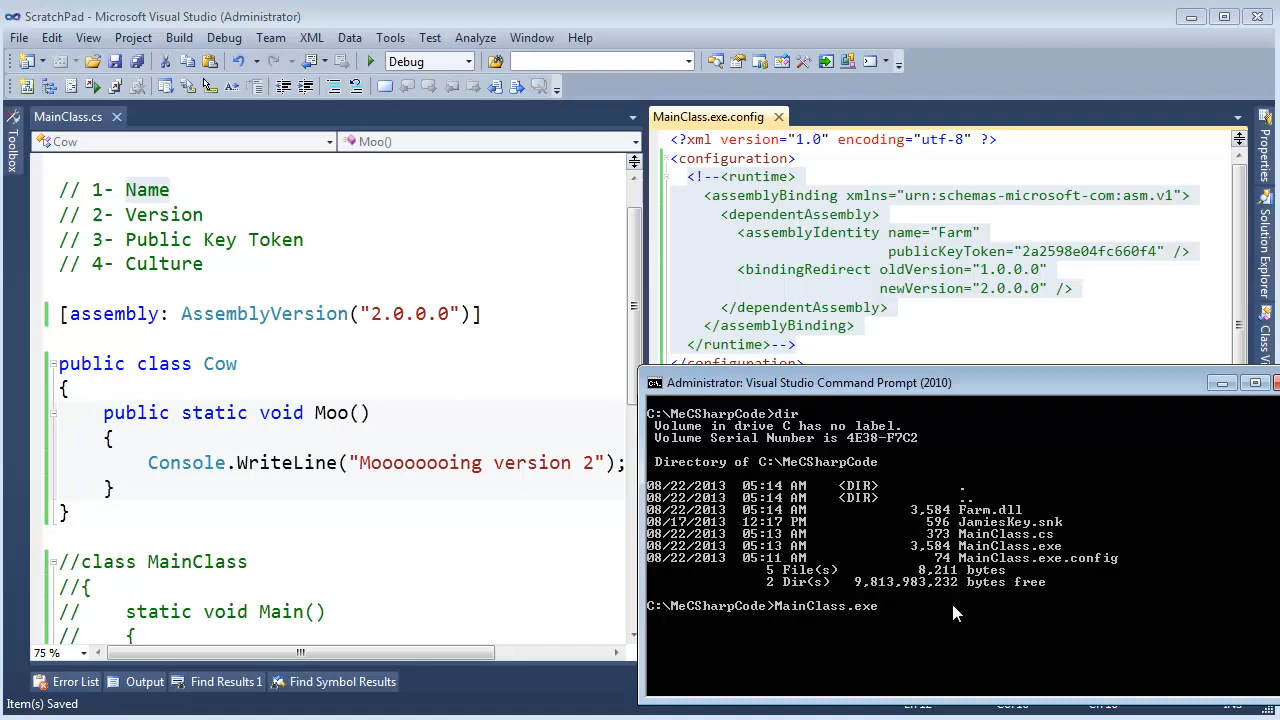 ScratchPad - Microsoft Visual Studio (Administrator)
File Edit View Project Build Debug Team XML Data Tools Test Analyze Window Help
Debug
MainClass.cs
MainClass.exe.config
Cow
Moo()
// 1- Name
// 2- Version
// 3- Public Key Token
// 4- Culture
[assembly: AssemblyVersion("2.0.0.0")]
public class Cow
{
public static void Moo()
{
Console.WriteLine("Moooooooing version 2");
}
}
//class MainClass
//{
// static void Main()
// {
75 %
<?xml version="1.0" encoding="utf-8" ?>
<configuration>
<!--<runtime>
<assemblyBinding xmlns="urn:schemas-microsoft-com:asm.v1">
<dependentAssembly>
<assemblyIdentity name="Farm"
publicKeyToken="2a2598e04fc660f4" />
<bindingRedirect oldVersion="1.0.0.0"
newVersion="2.0.0.0" />
</dependentAssembly>
</assemblyBinding>
</runtime>-->
</configuration>
Toolbox
Properties
Solution Explorer
Class Vi
Administrator: Visual Studio Command Prompt (2010)
C:\MeCSharpCode>dir
Volume in drive C has no label.
Volume Serial Number is 4E38-F7C2
Directory of C:\MeCSharpCode
08/22/2013 05:14 AM <DIR> .
08/22/2013 05:14 AM <DIR> ..
08/22/2013 05:14 AM 3,584 Farm.dll
08/17/2013 12:17 PM 596 JamiesKey.snk
08/22/2013 05:13 AM 373 MainClass.cs
08/22/2013 05:13 AM 3,584 MainClass.exe
08/22/2013 05:11 AM 74 MainClass.exe.config
5 File(s) 8,211 bytes
2 Dir(s) 9,813,983,232 bytes free
C:\MeCSharpCode>MainClass.exe
Error List Output Find Results 1 Find Symbol Results
Item(s) Saved